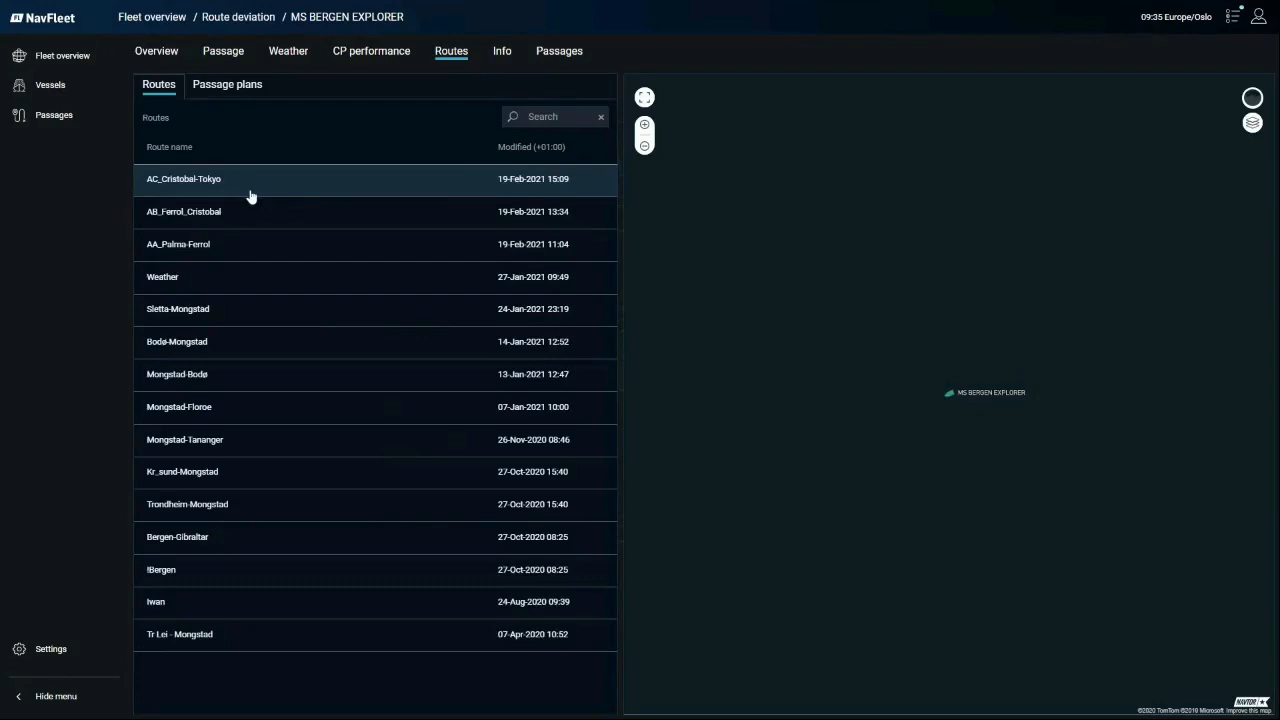 NavFleet
Fleet overview / Route deviation / MS BERGEN EXPLORER
09:35 Europe/Oslo
Fleet overview
Vessels
Passages
Overview Passage Weather CP performance Routes Info Passages
Routes Passage plans
Routes
Search ×
Route name Modified (+01:00)
AC_Cristobal-Tokyo 19-Feb-2021 15:09
AB_Ferrol_Cristobal 19-Feb-2021 13:34
AA_Palma-Ferrol 19-Feb-2021 11:04
Weather 27-Jan-2021 09:49
Sletta-Mongstad 24-Jan-2021 23:19
Bodø-Mongstad 14-Jan-2021 12:52
Mongstad-Bodø 13-Jan-2021 12:47
Mongstad-Floroe 07-Jan-2021 10:00
Mongstad-Tananger 26-Nov-2020 08:46
Kr_sund-Mongstad 27-Oct-2020 15:40
Trondheim-Mongstad 27-Oct-2020 15:40
Bergen-Gibraltar 27-Oct-2020 08:25
!Bergen 27-Oct-2020 08:25
Iwan 24-Aug-2020 09:39
Tr Lei - Mongstad 07-Apr-2020 10:52
MS BERGEN EXPLORER
Settings
Hide menu
NAVTOR
©2020 TomTom ©2019 Microsoft Improve this map